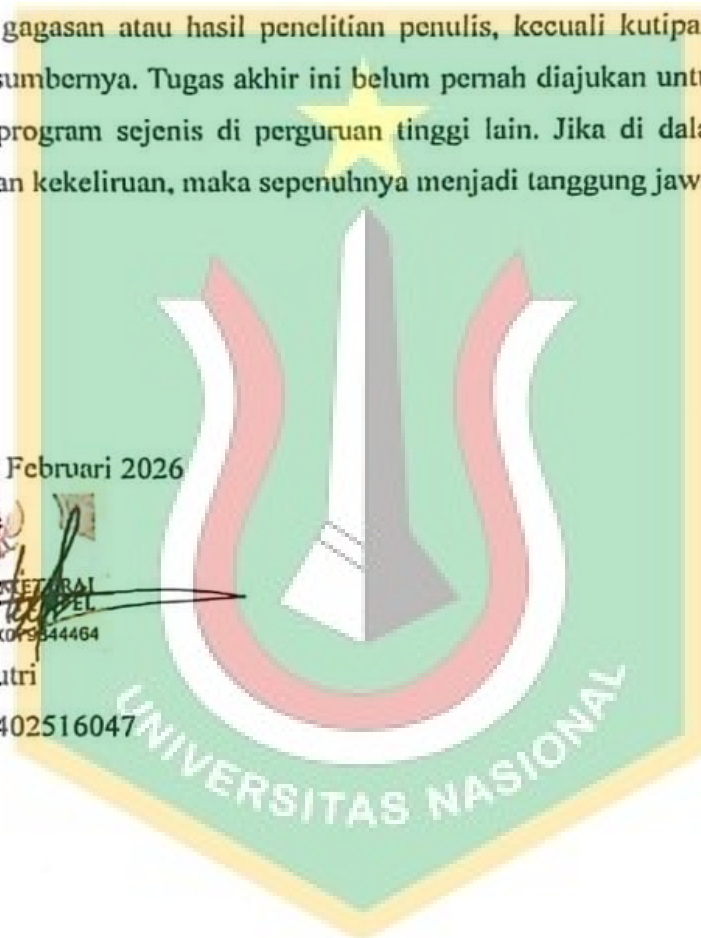 gagasan atau hasil penelitian penulis, kecuali kutipa
sumbernya. Tugas akhir ini belum pernah diajukan untu
program sejenis di perguruan tinggi lain. Jika di dala
an kekeliruan, maka sepenuhnya menjadi tanggung jaw
Februari 2026
utri
402516047
UNIVERSITAS NASIONAL